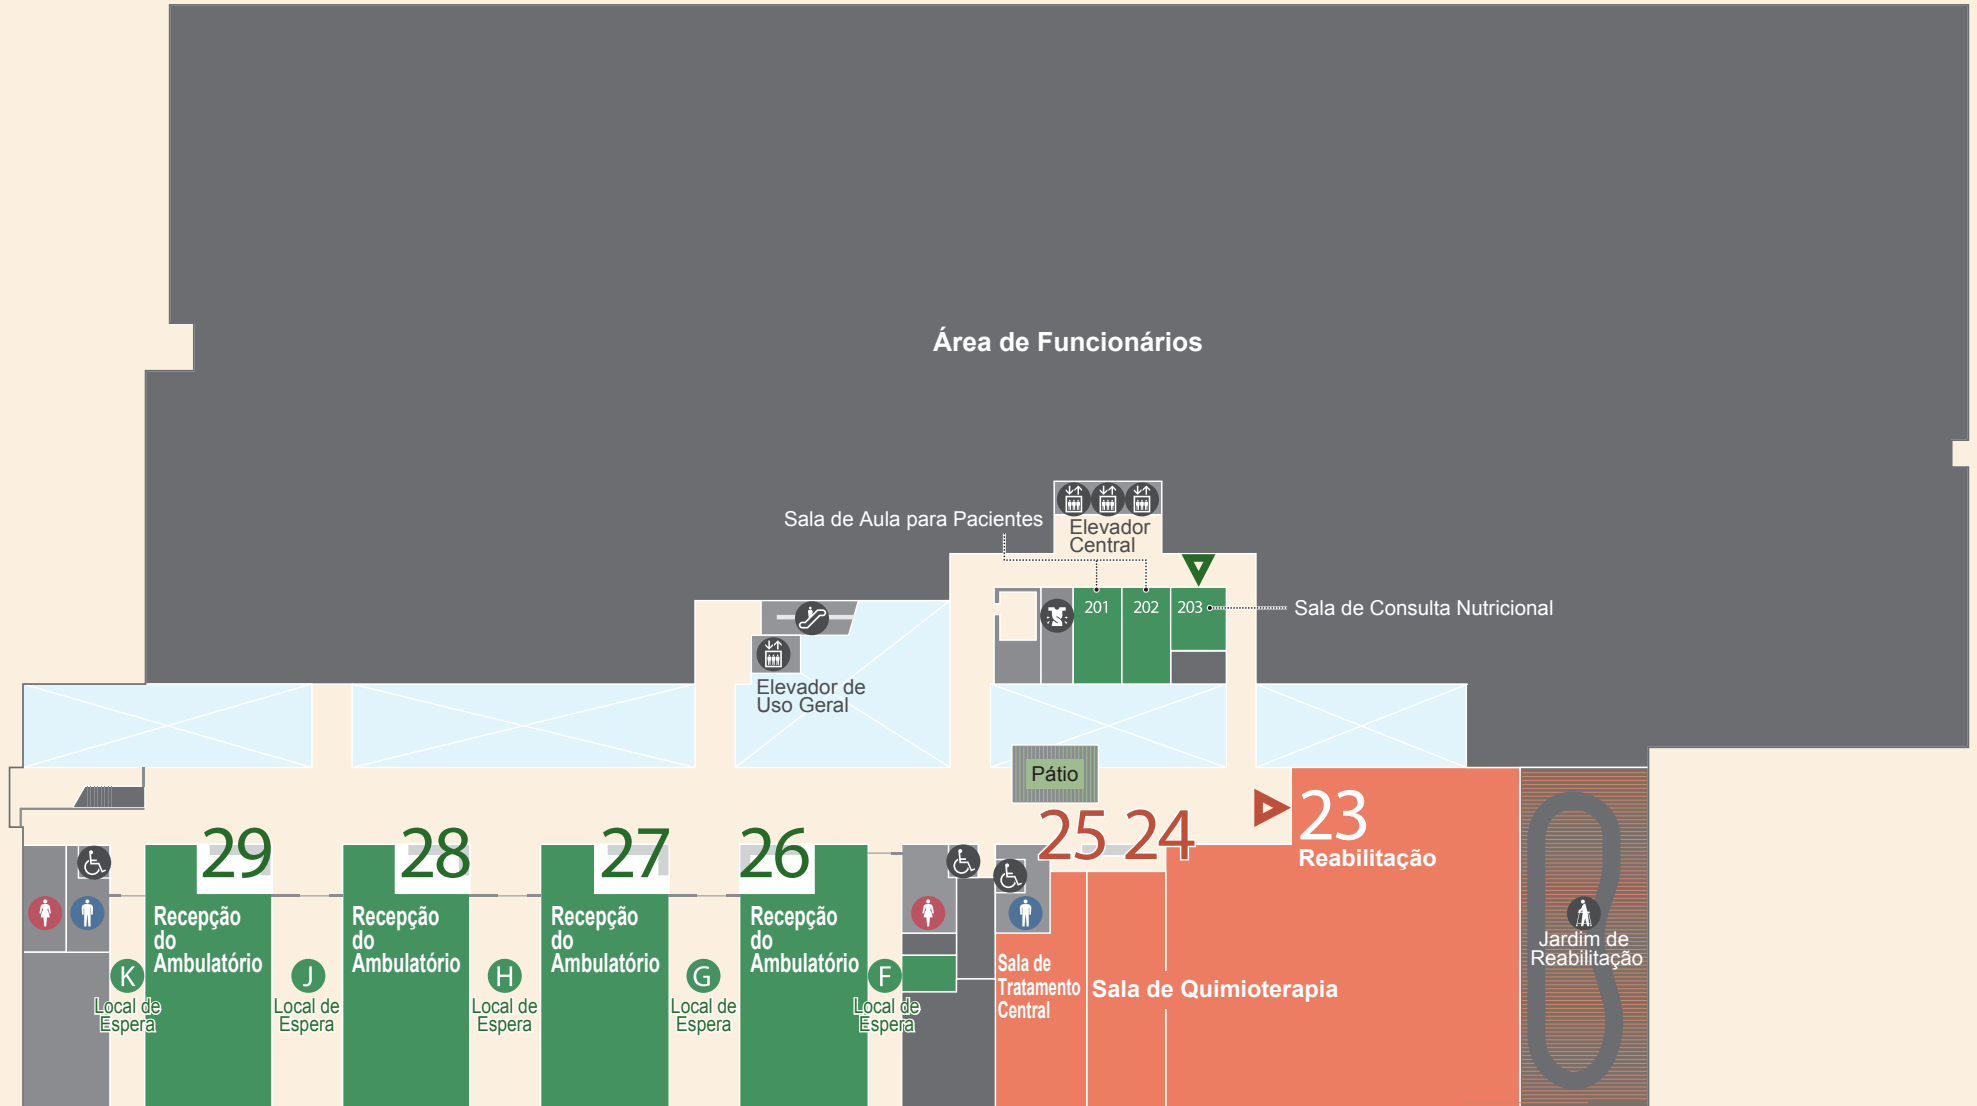 Área de Funcionários
Sala de Aula para Pacientes
Elevador
Central
201
202
203
Sala de Consulta Nutricional
Elevador de
Uso Geral
Pátio
29
28
27
26
25
24
23
Reabilitação
Recepção
do
Ambulatório
Recepção
do
Ambulatório
Recepção
do
Ambulatório
Recepção
do
Ambulatório
K
Local de
Espera
J
Local de
Espera
H
Local de
Espera
G
Local de
Espera
F
Local de
Espera
Sala de
Tratamento
Central
Sala de Quimioterapia
Jardim de
Reabilitação